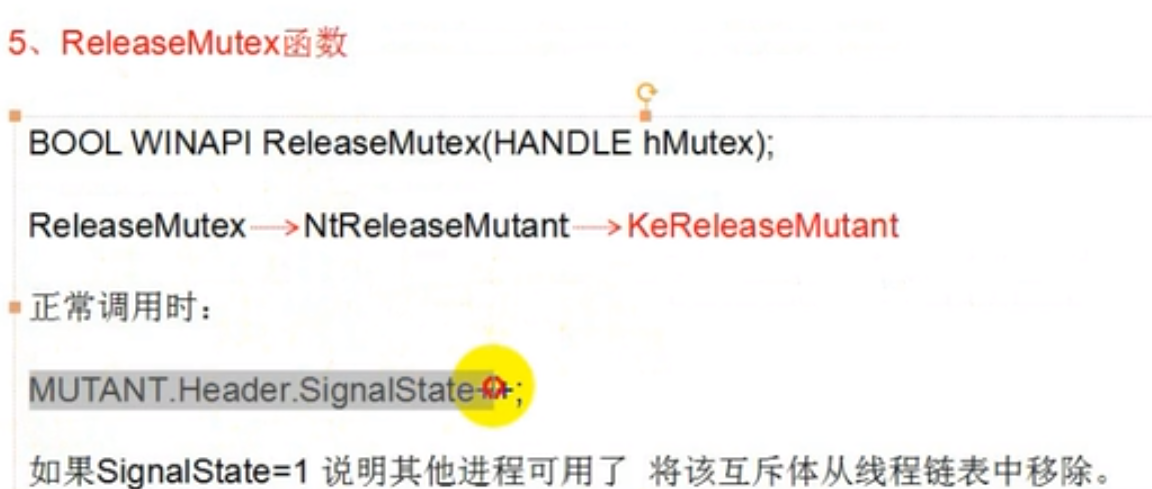 5、ReleaseMutex函数
BOOL WINAPI ReleaseMutex(HANDLE hMutex);
ReleaseMutex→NtReleaseMutant→KeReleaseMutant
正常调用时：
MUTANT.Header.SignalState++;
如果SignalState=1 说明其他进程可用了 将该互斥体从线程链表中移除。